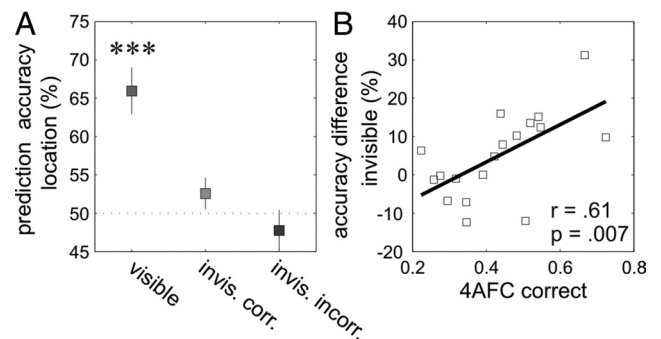 A
prediction accuracy
location (%)
75
70
65
60
55
50
45
***
visible
invis. corr.
invis. incorr.
B
accuracy difference
invisible (%)
40
30
20
10
0
-10
-20
r = .61
p = .007
0.2 0.4 0.6 0.8
4AFC correct